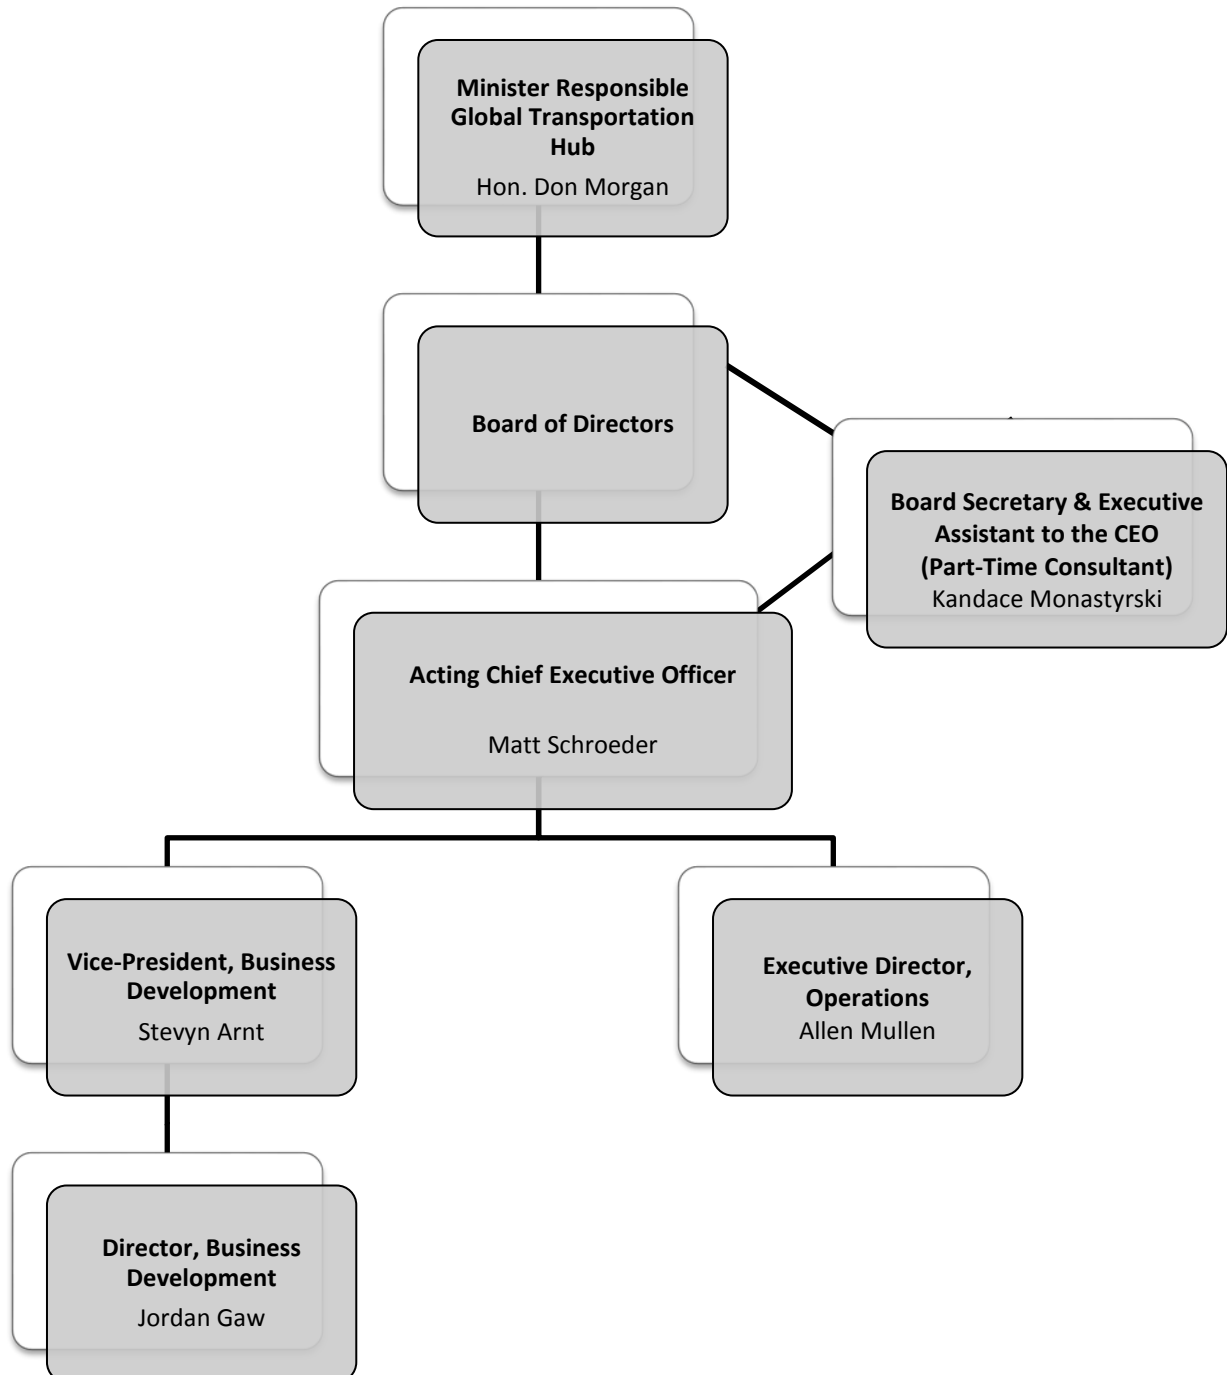 Minister Responsible
Global Transportation
Hub
Hon. Don Morgan
Board of Directors
Board Secretary & Executive
Assistant to the CEO
(Part-Time Consultant)
Kandace Monastyrski
Acting Chief Executive Officer
Matt Schroeder
Vice-President, Business
Development
Stevyn Arnt
Executive Director,
Operations
Allen Mullen
Director, Business
Development
Jordan Gaw